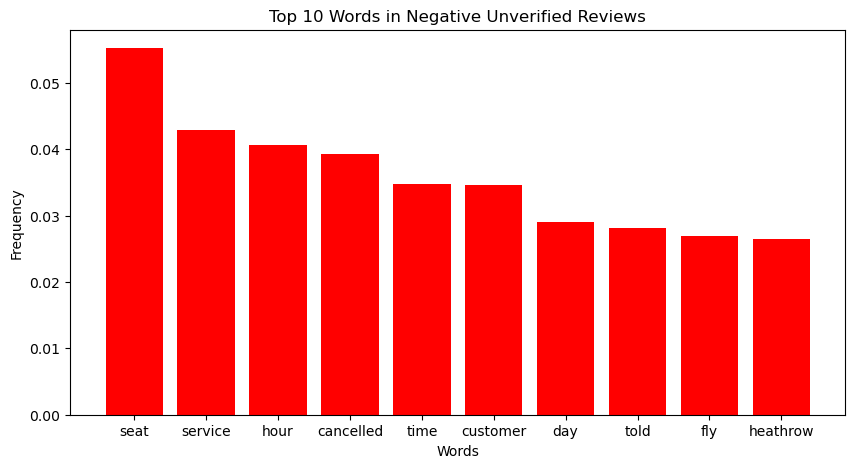 Top 10 Words in Negative Unverified Reviews
Frequency
0.05
0.04
0.03
0.02
0.01
0.00
seat service hour cancelled time customer day told fly heathrow
Words